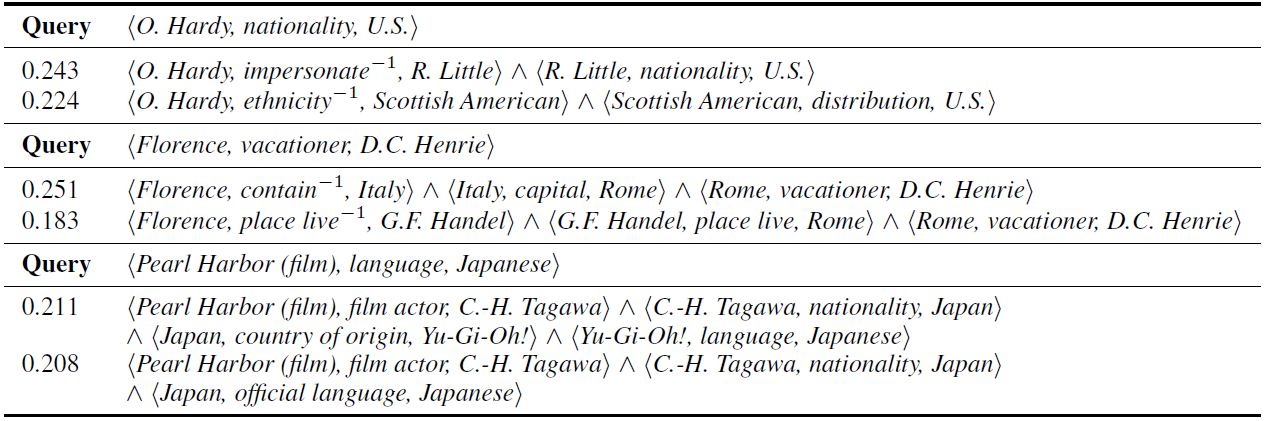 Query ⟨O. Hardy, nationality, U.S.⟩
0.243 ⟨O. Hardy, impersonate⁻¹, R. Little⟩ ∧ ⟨R. Little, nationality, U.S.⟩
0.224 ⟨O. Hardy, ethnicity⁻¹, Scottish American⟩ ∧ ⟨Scottish American, distribution, U.S.⟩
Query ⟨Florence, vacationer, D.C. Henrie⟩
0.251 ⟨Florence, contain⁻¹, Italy⟩ ∧ ⟨Italy, capital, Rome⟩ ∧ ⟨Rome, vacationer, D.C. Henrie⟩
0.183 ⟨Florence, place live⁻¹, G.F. Handel⟩ ∧ ⟨G.F. Handel, place live, Rome⟩ ∧ ⟨Rome, vacationer, D.C. Henrie⟩
Query ⟨Pearl Harbor (film), language, Japanese⟩
0.211 ⟨Pearl Harbor (film), film actor, C.-H. Tagawa⟩ ∧ ⟨C.-H. Tagawa, nationality, Japan⟩
∧ ⟨Japan, country of origin, Yu-Gi-Oh!⟩ ∧ ⟨Yu-Gi-Oh!, language, Japanese⟩
0.208 ⟨Pearl Harbor (film), film actor, C.-H. Tagawa⟩ ∧ ⟨C.-H. Tagawa, nationality, Japan⟩
∧ ⟨Japan, official language, Japanese⟩